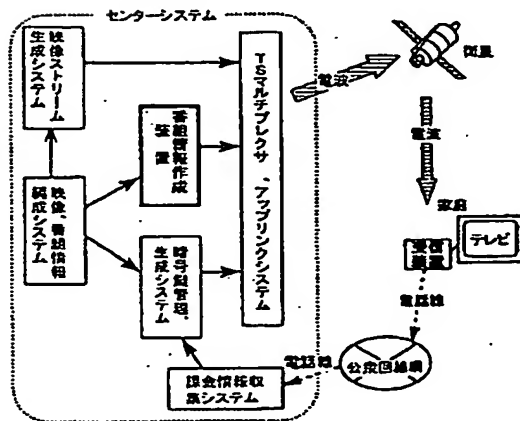 センターシステム
映像ストリーム
生成システム
番組情報作成
装置
映像、番組情報
編成システム
暗号鍵管理、
生成システム
TSマルチプレクサ、アップリンクシステム
電波
衛星
電波
家庭
受信
装置
テレビ
電話線
公衆回線網
電話線
課金情報収
集システム